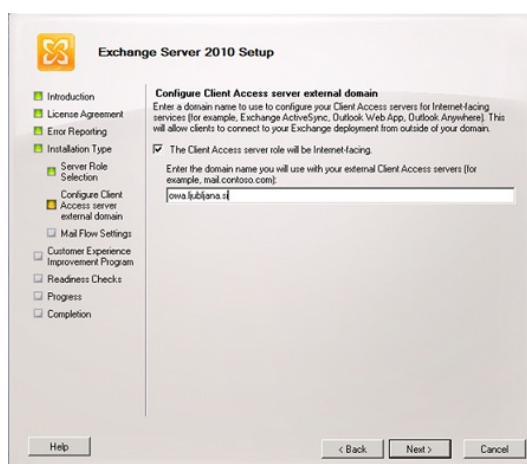 Exchange Server 2010 Setup
Introduction
License Agreement
Error Reporting
Installation Type
Server Role
Selection
Configure Client
Access server
external domain
Mail Flow Settings
Customer Experience
Improvement Program
Readiness Checks
Progress
Completion
Configure Client Access server external domain
Enter a domain name to use to configure your Client Access servers for Internet-facing
services (for example, Exchange ActiveSync, Outlook Web App, Outlook Anywhere). This
will allow clients to connect to your Exchange deployment from outside of your domain.
The Client Access server role will be Internet-facing.
Enter the domain name you will use with your external Client Access servers (for
example, mail.contoso.com):
owa.ljubljana.si
Help
< Back
Next >
Cancel